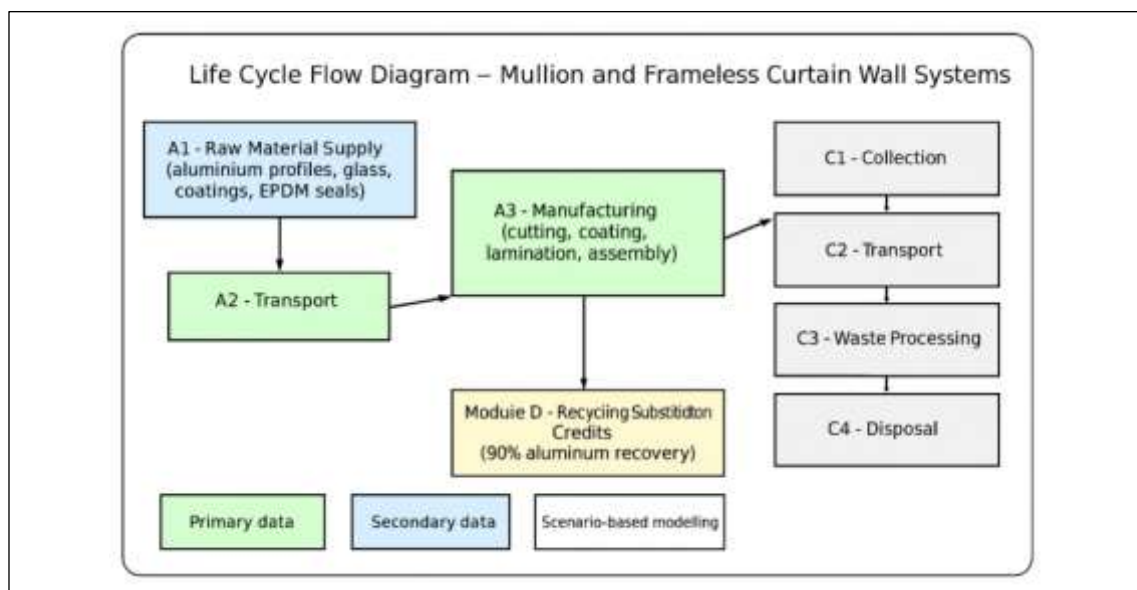 Life Cycle Flow Diagram – Mullion and Frameless Curtain Wall Systems
A1 - Raw Material Supply
(aluminium profiles, glass,
coatings, EPDM seals)
A2 - Transport
A3 - Manufacturing
(cutting, coating,
lamination, assembly)
Moduie D - Recyciing Substitidton
Credits
(90% aluminum recovery)
C1 - Collection
C2 - Transport
C3 - Waste Processing
C4 - Disposal
Primary data
Secondary data
Scenario-based modelling